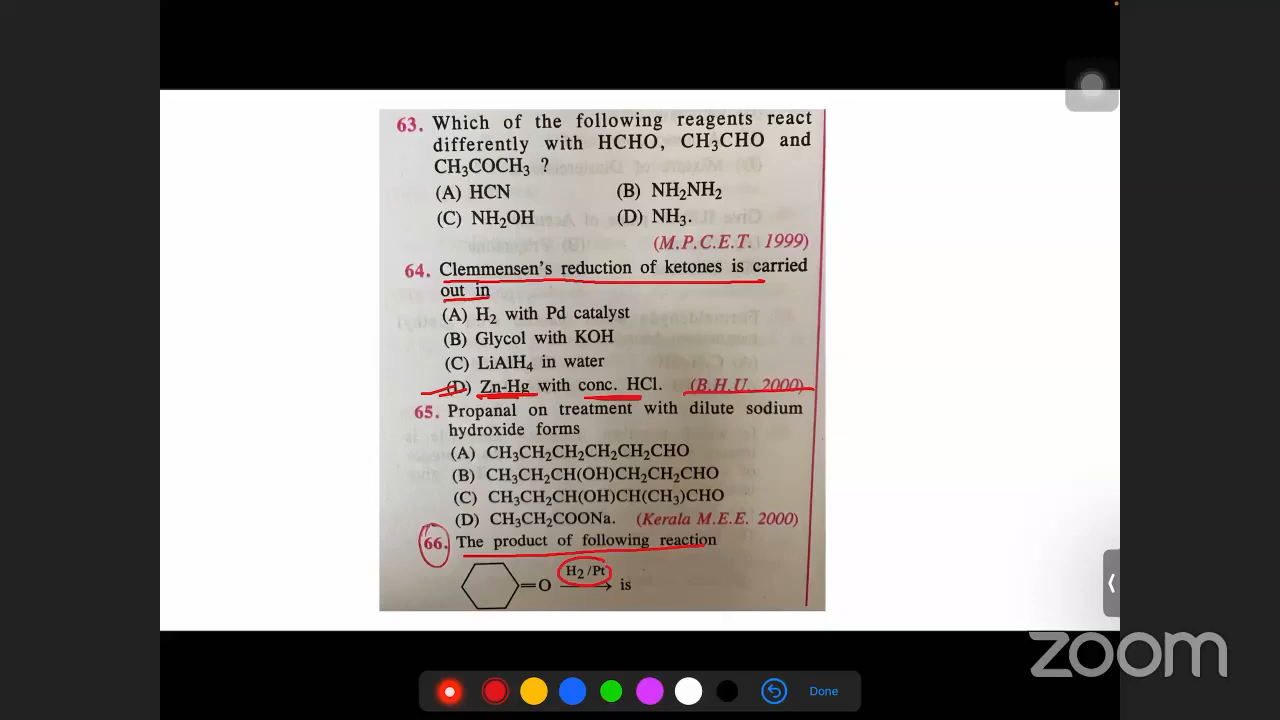 63. Which of the following reagents react
differently with HCHO, CH₃CHO and
CH₃COCH₃ ?
(A) HCN (B) NH₂NH₂
(C) NH₂OH (D) NH₃.
(M.P.C.E.T. 1999)
64. Clemmensen's reduction of ketones is carried
out in
(A) H₂ with Pd catalyst
(B) Glycol with KOH
(C) LiAlH₄ in water
(D) Zn-Hg with conc. HCl. (B.H.U. 2000)
65. Propanal on treatment with dilute sodium
hydroxide forms
(A) CH₃CH₂CH₂CH₂CH₂CHO
(B) CH₃CH₂CH(OH)CH₂CH₂CHO
(C) CH₃CH₂CH(OH)CH(CH₃)CHO
(D) CH₃CH₂COONa. (Kerala M.E.E. 2000)
66. The product of following reaction
H₂/Pt
=O → is
zoom
Done